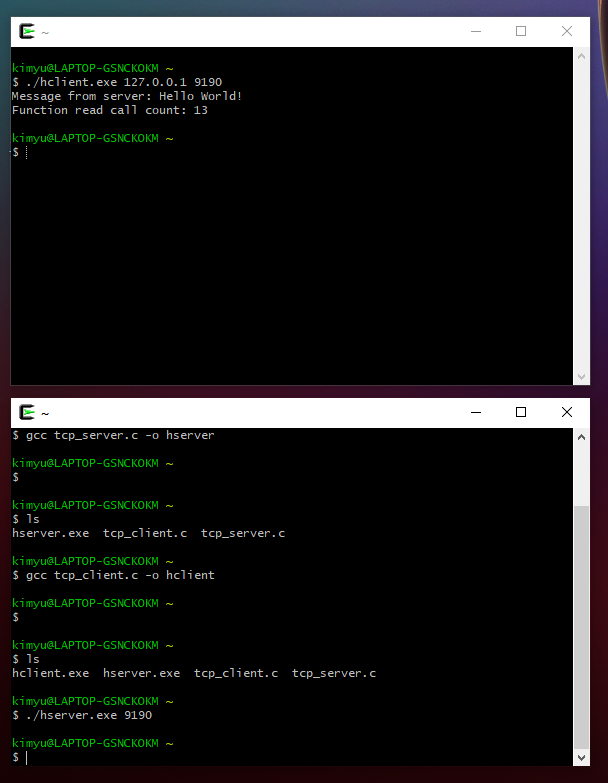 ~
kimyu@LAPTOP-GSNCKOKM ~
$ ./hclient.exe 127.0.0.1 9190
Message from server: Hello World!
Function read call count: 13
kimyu@LAPTOP-GSNCKOKM ~
$
~
$ gcc tcp_server.c -o hserver
kimyu@LAPTOP-GSNCKOKM ~
$
kimyu@LAPTOP-GSNCKOKM ~
$ ls
hserver.exe  tcp_client.c  tcp_server.c
kimyu@LAPTOP-GSNCKOKM ~
$ gcc tcp_client.c -o hclient
kimyu@LAPTOP-GSNCKOKM ~
$
kimyu@LAPTOP-GSNCKOKM ~
$ ls
hclient.exe  hserver.exe  tcp_client.c  tcp_server.c
kimyu@LAPTOP-GSNCKOKM ~
$ ./hserver.exe 9190
kimyu@LAPTOP-GSNCKOKM ~
$